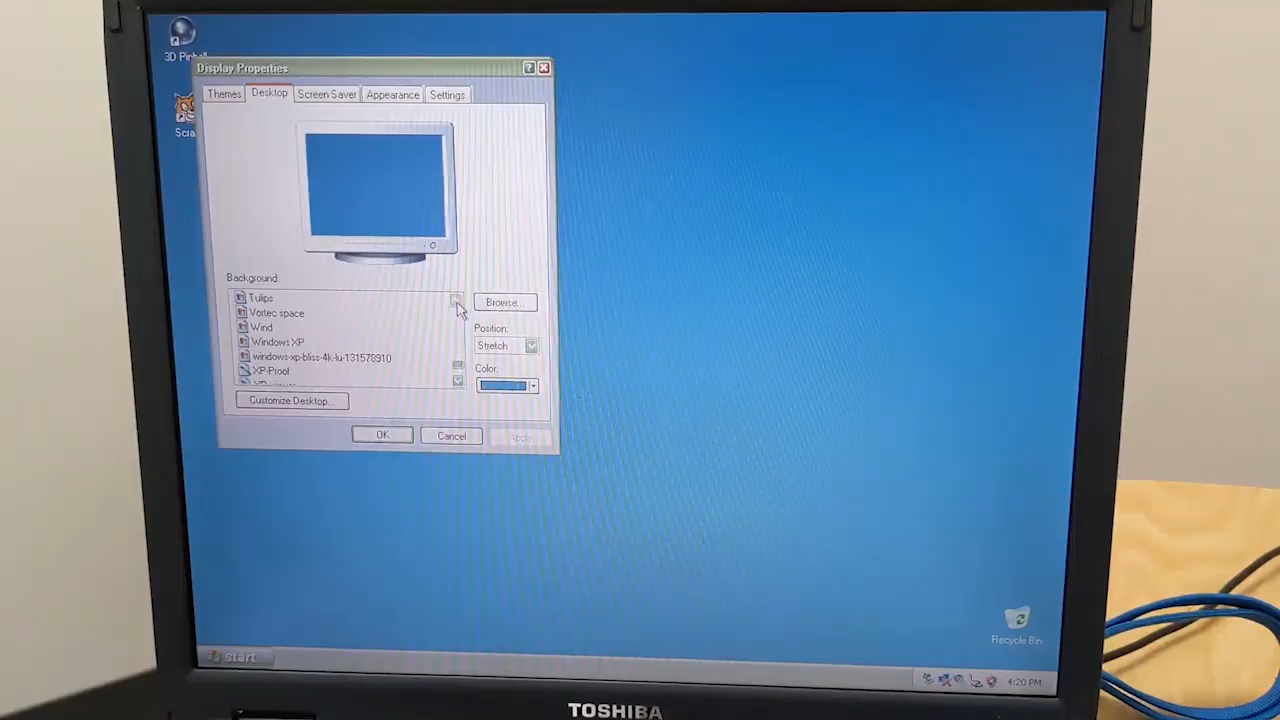 3D Pinball
Display Properties
Themes
Desktop
Screen Saver
Appearance
Settings
Background:
Tulips
Vortec space
Wind
Windows XP
windows-xp-bliss-4k-lu-131579310
XP-Proof
Browse...
Position:
Stretch
Color:
Customize Desktop...
OK
Cancel
Apply
Recycle Bin
start
4:20 PM
TOSHIBA